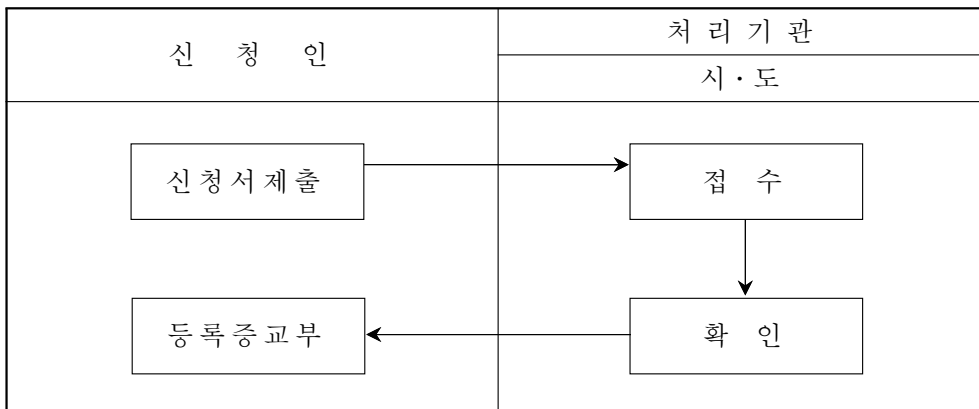 신 청 인
처 리 기 관
시·도
신청서제출
접 수
등록증교부
확 인